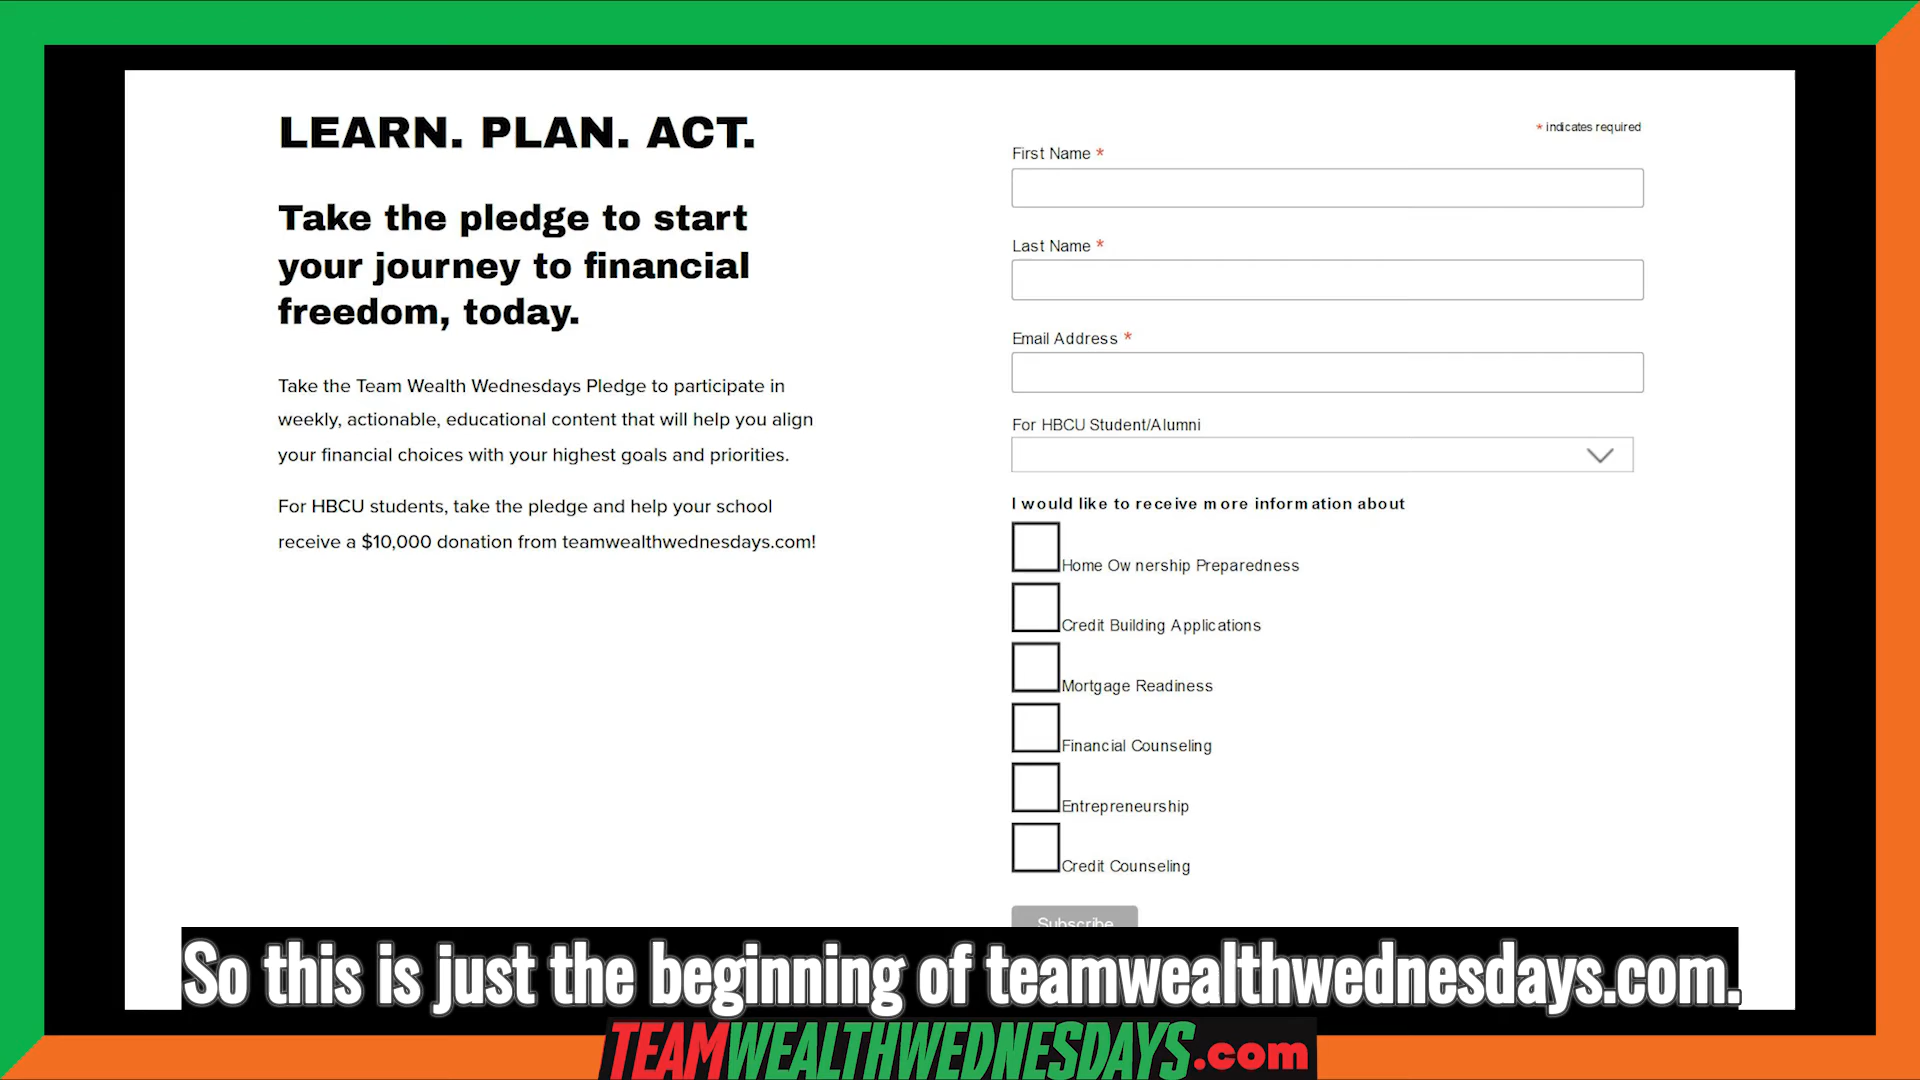 LEARN. PLAN. ACT.
Take the pledge to start
your journey to financial
freedom, today.
Take the Team Wealth Wednesdays Pledge to participate in
weekly, actionable, educational content that will help you align
your financial choices with your highest goals and priorities.
For HBCU students, take the pledge and help your school
receive a $10,000 donation from teamwealthwednesdays.com!
* indicates required
First Name *
Last Name *
Email Address *
For HBCU Student/Alumni
I would like to receive more information about
Home Ownership Preparedness
Credit Building Applications
Mortgage Readiness
Financial Counseling
Entrepreneurship
Credit Counseling
Subscribe
So this is just the beginning of teamwealthwednesdays.com.
TEAMWEALTHWEDNESDAYS.com